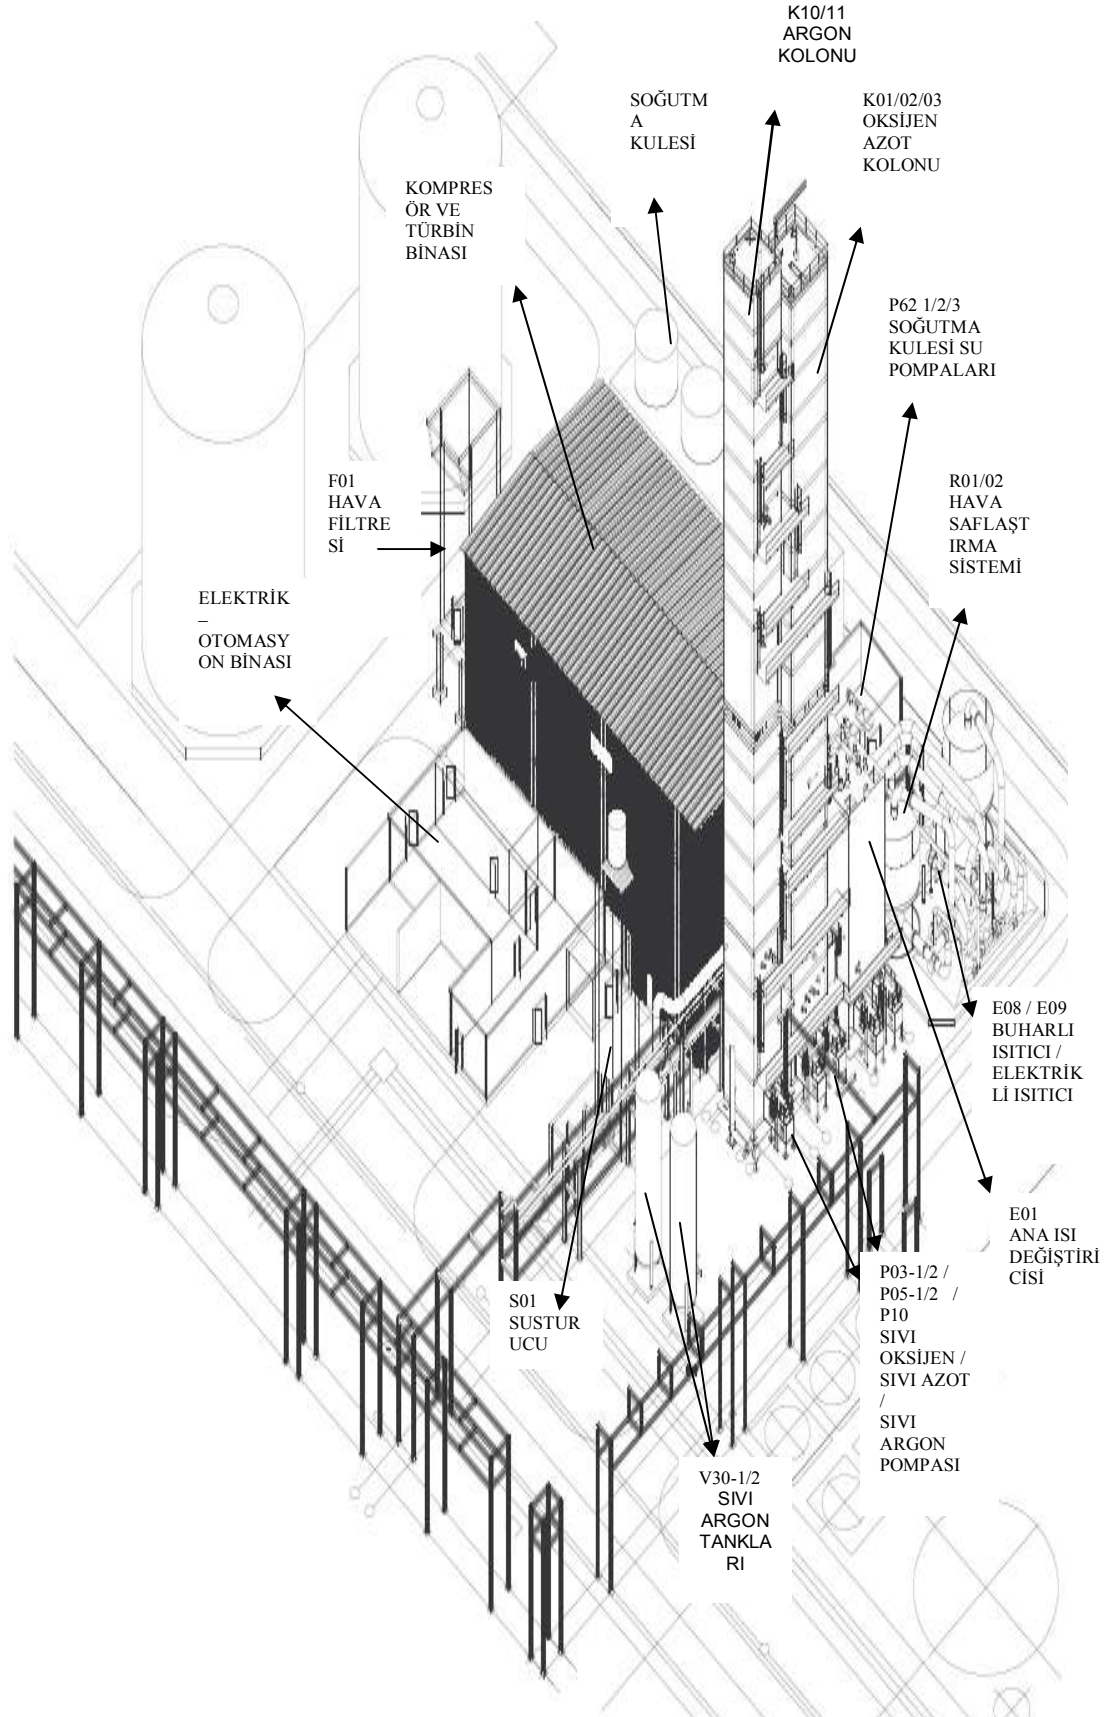 K10/11
ARGON
KOLONU
SOĞUTM
A
KULESİ
K01/02/03
OKSİJEN
AZOT
KOLONU
KOMPRES
ÖR VE
TÜRBİN
BİNASI
P62 1/2/3
SOĞUTMA
KULESİ SU
POMPALARI
F01
HAVA
FİLTRE
Sİ
R01/02
HAVA
SAFLAŞT
IRMA
SİSTEMİ
ELEKTRİK
–
OTOMASY
ON BİNASI
E08 / E09
BUHARLI
ISITICI /
ELEKTRİK
Lİ ISITICI
E01
ANA ISI
DEĞİŞTİRİ
CİSİ
P03-1/2 /
P05-1/2 /
P10
SIVI
OKSİJEN /
SIVI AZOT
/
SIVI
ARGON
POMPASI
S01
SUSTUR
UCU
V30-1/2
SIVI
ARGON
TANKLA
RI